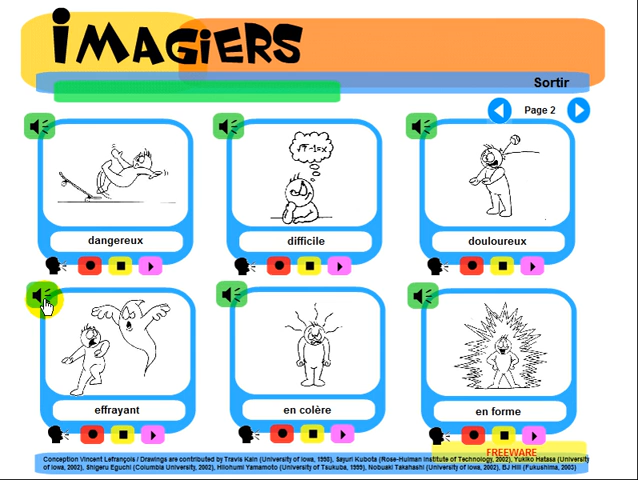 iMAGiERS
Sortir
Page 2
√-1=x
dangereux
difficile
douloureux
effrayant
en colère
en forme
FREEWARE
Conception Vincent Lefrançois / Drawings are contributed by Travis Kain (University of Iowa, 1998), Sayuri Kubota (Rose-Hulman Institute of Technology, 2002), Yukiko Hatasa (University
of Iowa, 2002), Shigeru Eguchi (Columbia University, 2002), Hilohumi Yamamoto (University of Tsukuba, 1999), Nobuaki Takahashi (University of Iowa, 2002), BJ Hill (Fukushima, 2003)